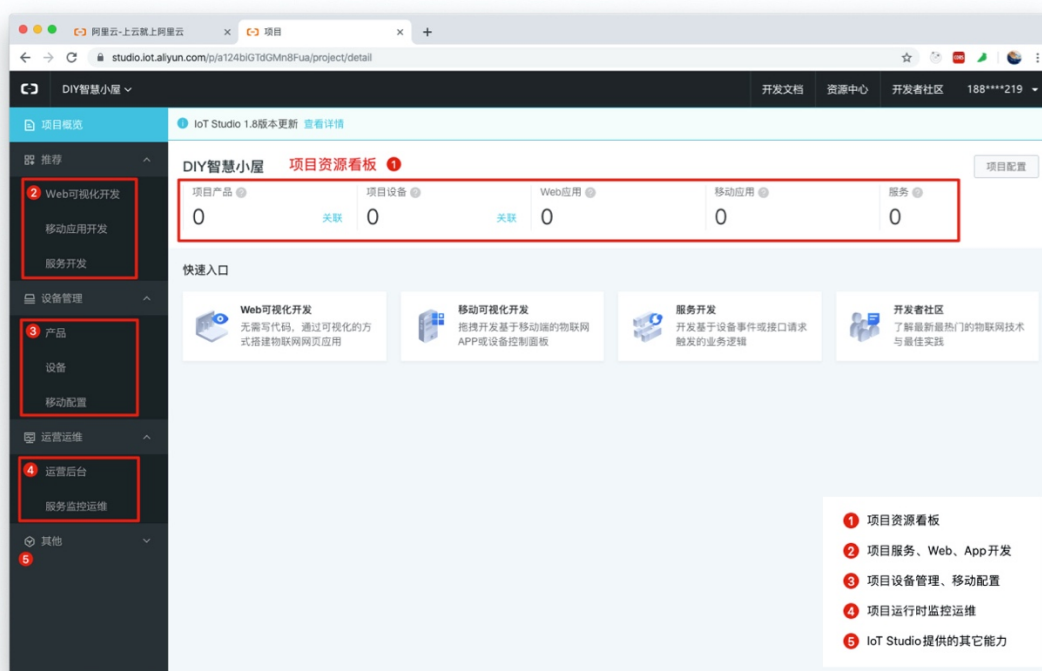 阿里云-上云就上阿里云
项目
studio.iot.aliyun.com/p/a124biGTdGMn8Fua/project/detail
DIY智慧小屋
开发文档 资源中心 开发者社区 188****219
项目概览
IoT Studio 1.8版本更新 查看详情
推荐
2 Web可视化开发
移动应用开发
服务开发
设备管理
3 产品
设备
移动配置
运营运维
4 运营后台
服务监控运维
其他
5
DIY智慧小屋 项目资源看板 1
项目配置
项目产品 项目设备 Web应用 移动应用 服务
0 关联 0 关联 0 0 0
快速入口
Web可视化开发
无需写代码，通过可视化的方
式搭建物联网网页应用
移动可视化开发
拖拽开发基于移动端的物联网
APP或设备控制面板
服务开发
开发基于设备事件或接口请求
触发的业务逻辑
开发者社区
了解最新最热门的物联网技术
与最佳实践
1 项目资源看板
2 项目服务、Web、App开发
3 项目设备管理、移动配置
4 项目运行时监控运维
5 IoT Studio提供的其它能力